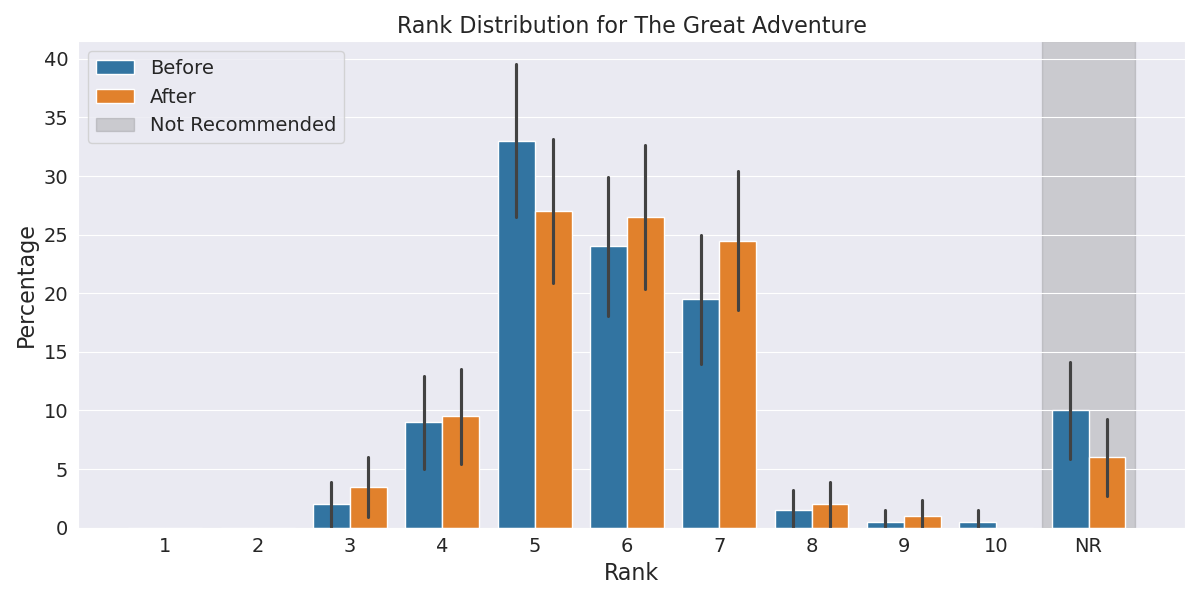 Rank Distribution for The Great Adventure
Before
After
Not Recommended
Percentage
40
35
30
25
20
15
10
5
0
1 2 3 4 5 6 7 8 9 10 NR
Rank